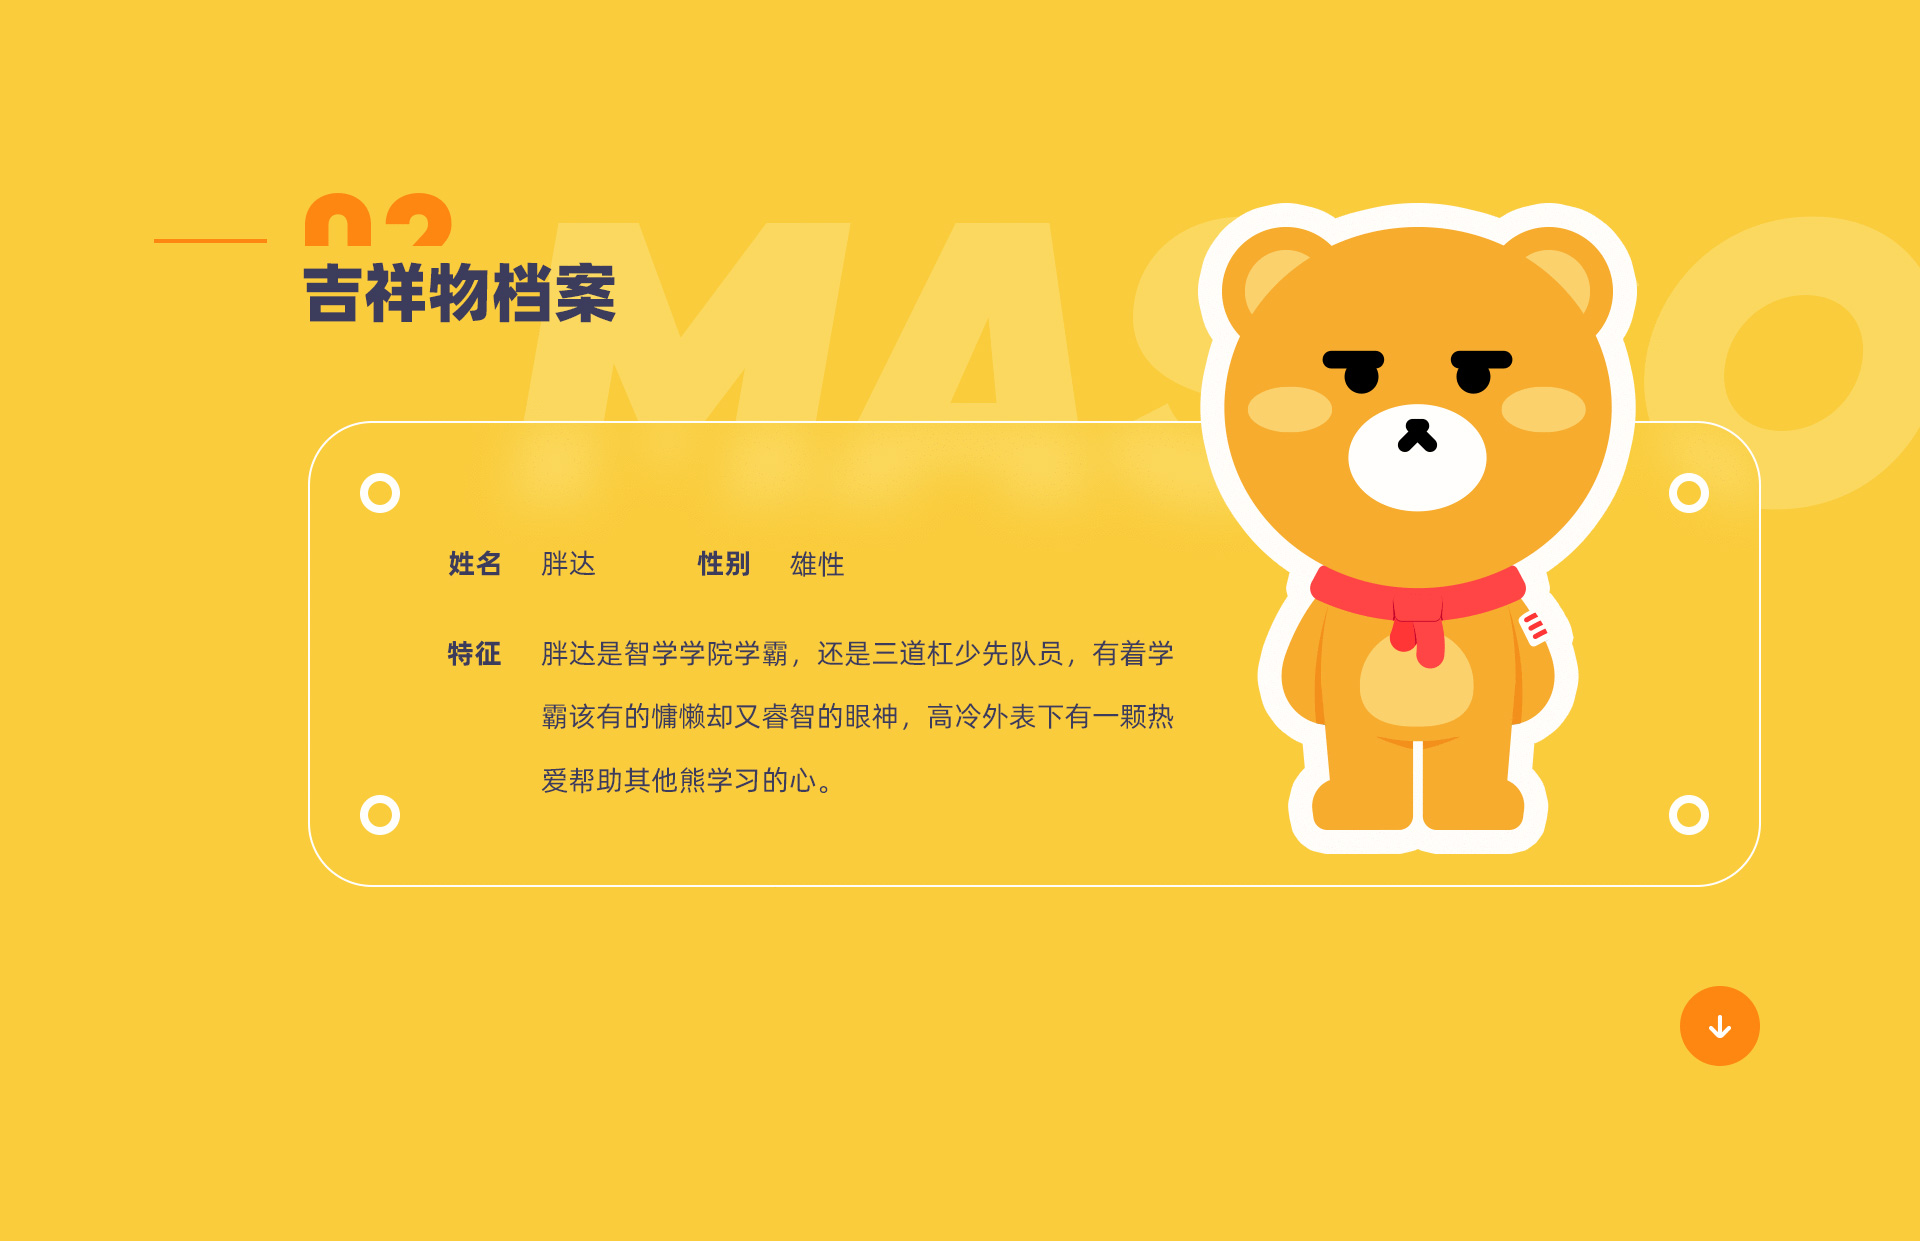 02
吉祥物档案
MAS O
姓名 胖达 性别 雄性
特征 胖达是智学学院学霸，还是三道杠少先队员，有着学
霸该有的慵懒却又睿智的眼神，高冷外表下有一颗热
爱帮助其他熊学习的心。